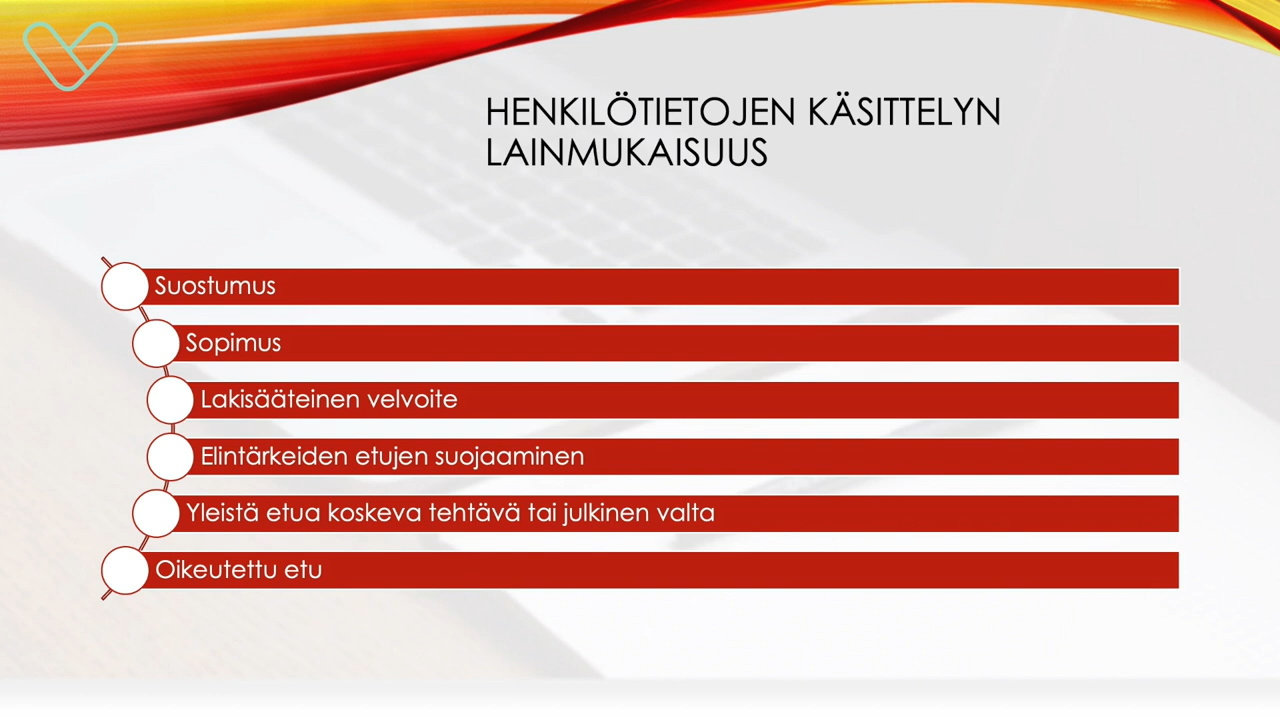 HENKILÖTIETOJEN KÄSITTELYN
LAINMUKAISUUS
Suostumus
Sopimus
Lakisääteinen velvoite
Elintärkeiden etujen suojaaminen
Yleistä etua koskeva tehtävä tai julkinen valta
Oikeutettu etu